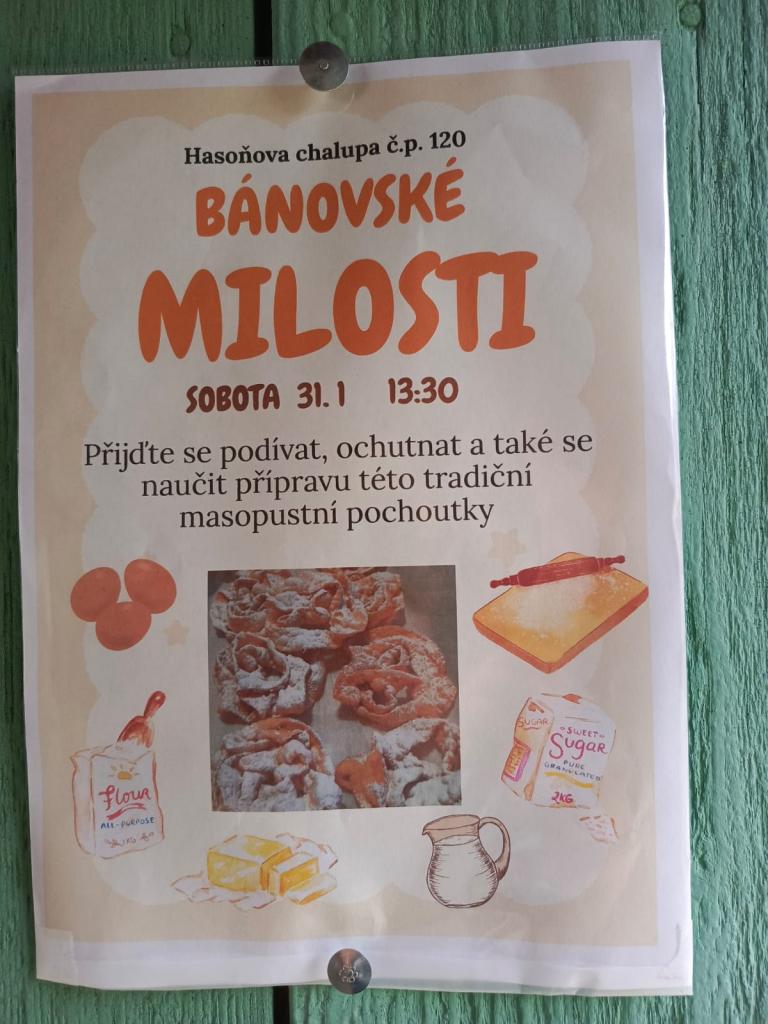 Hasoňova chalupa č.p. 120
BÁNOVSKÉ
MILOSTI
SOBOTA 31. 1 13:30
Přijďte se podívat, ochutnat a také se
naučit přípravu této tradiční
masopustní pochoutky
SUGAR
SWEET
Sugar
PURE
GRANULATED
2KG
Flour
ALL-PURPOSE
1KG